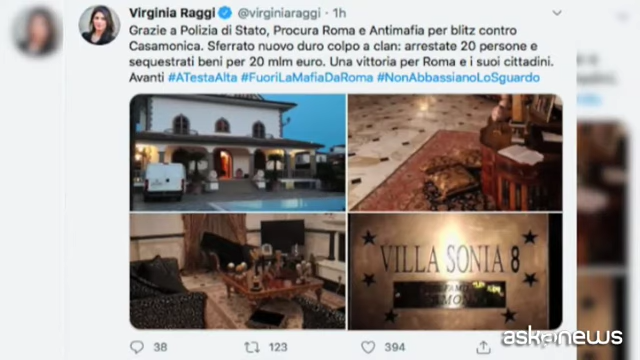 Virginia Raggi @virginiaraggi · 1h
Grazie a Polizia di Stato, Procura Roma e Antimafia per blitz contro
Casamonica. Sferrato nuovo duro colpo a clan: arrestate 20 persone e
sequestrati beni per 20 mlm euro. Una vittoria per Roma e i suoi cittadini.
Avanti #ATestaAlta #FuoriLaMafiaDaRoma #NonAbbassianoLoSguardo
VILLA SONIA 8
38 123 394
askanews